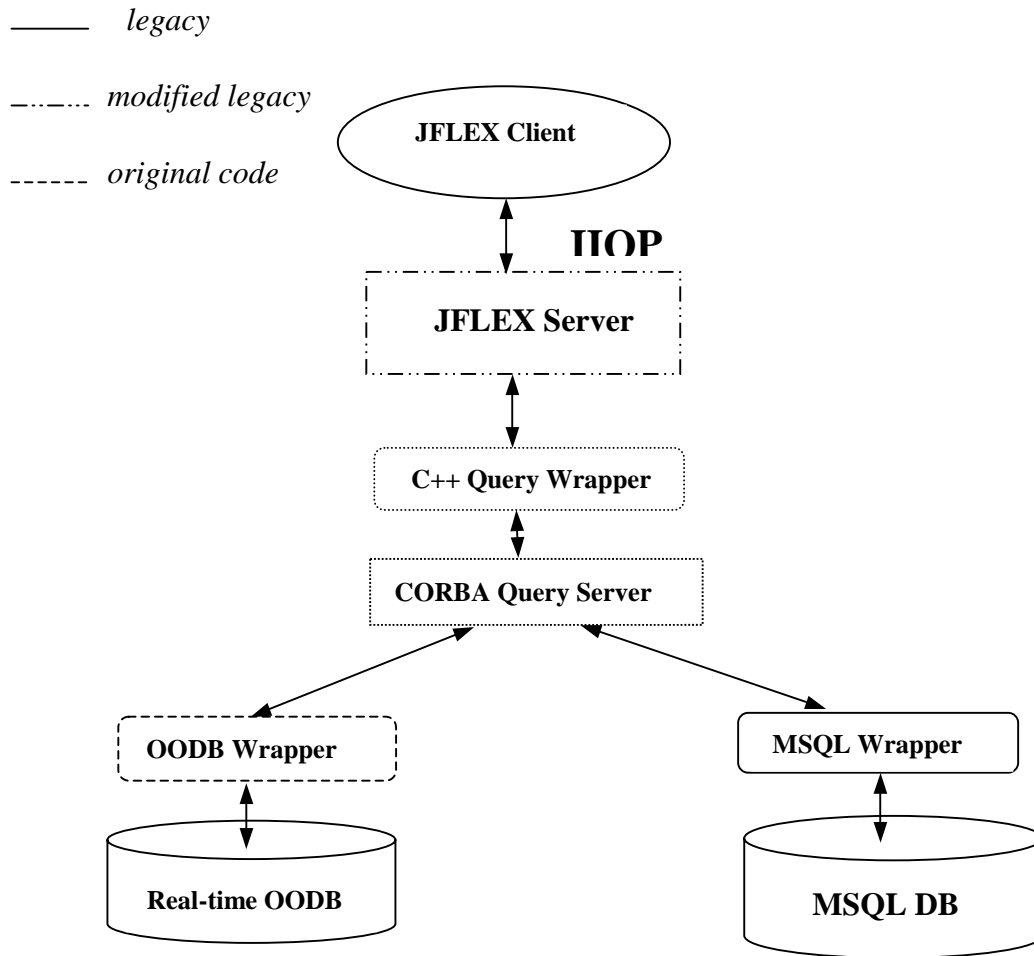 legacy
modified legacy
original code
JFLEX Client
IIOP
JFLEX Server
C++ Query Wrapper
CORBA Query Server
OODB Wrapper
MSQL Wrapper
Real-time OODB
MSQL DB